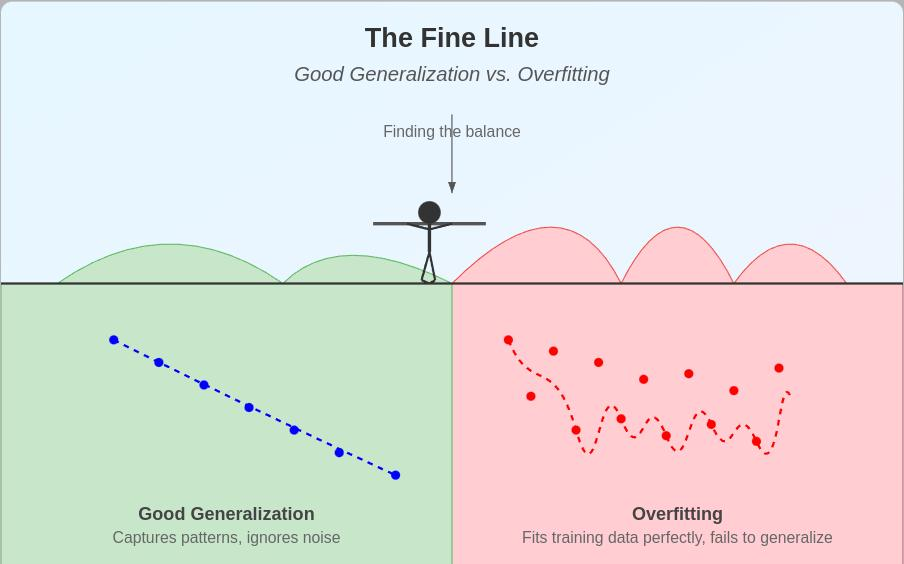 The Fine Line
Good Generalization vs. Overfitting
Finding the balance
Good Generalization
Captures patterns, ignores noise
Overfitting
Fits training data perfectly, fails to generalize